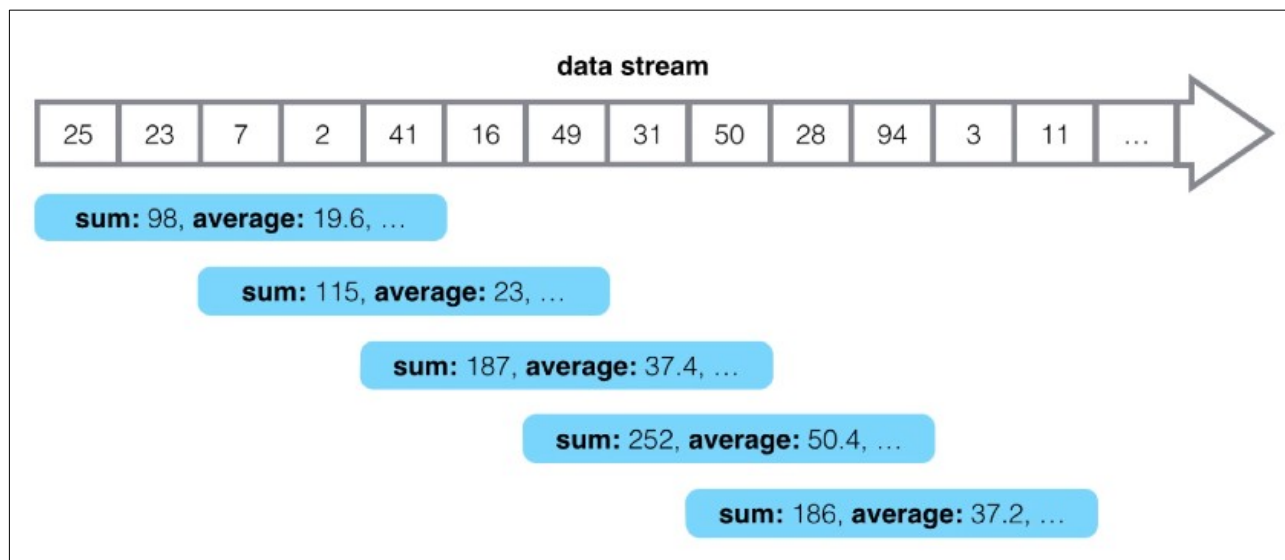 data stream
25 23 7 2 41 16 49 31 50 28 94 3 11 …
sum: 98, average: 19.6, …
sum: 115, average: 23, …
sum: 187, average: 37.4, …
sum: 252, average: 50.4, …
sum: 186, average: 37.2, …